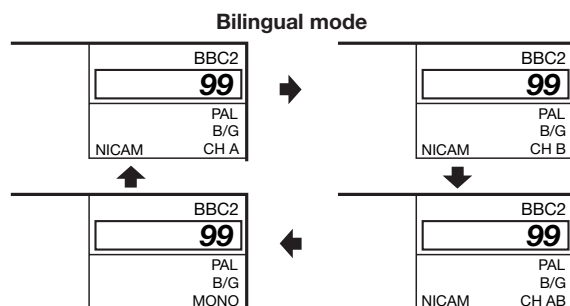 Bilingual mode
BBC2
99
PAL
B/G
NICAM CH A
BBC2
99
PAL
B/G
NICAM CH B
BBC2
99
PAL
B/G
MONO
BBC2
99
PAL
B/G
NICAM CH AB